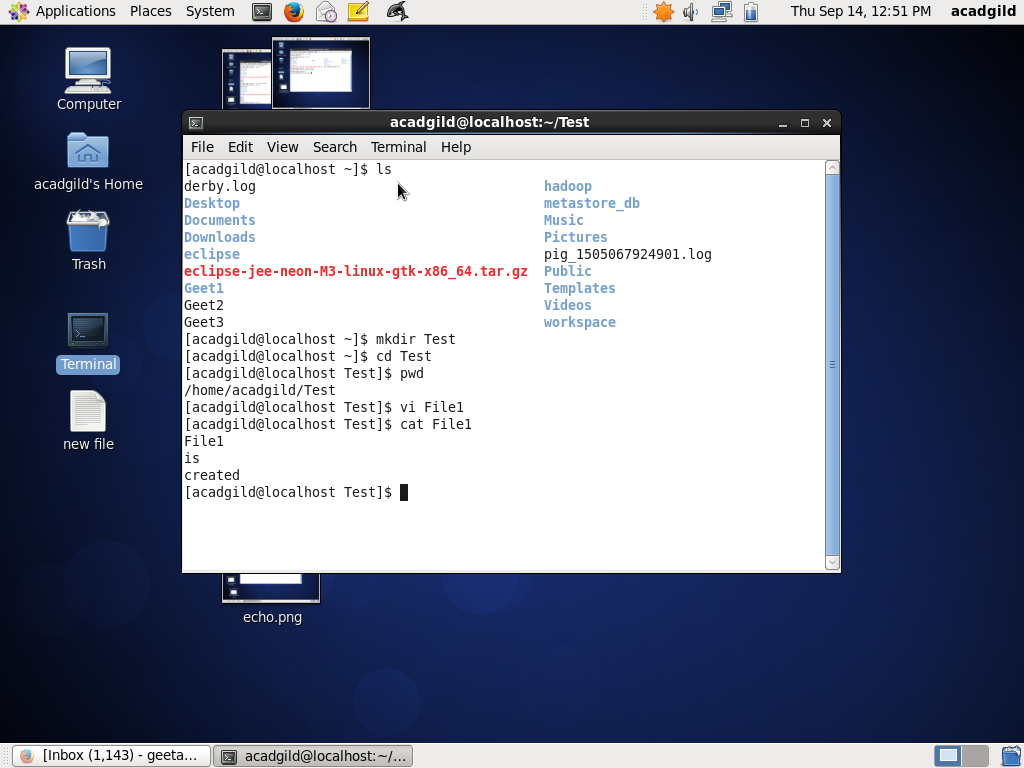 Applications Places System Thu Sep 14, 12:51 PM acadgild
Computer
acadgild's Home
Trash
Terminal
new file
acadgild@localhost:~/Test
File Edit View Search Terminal Help
[acadgild@localhost ~]$ ls
derby.log hadoop
Desktop metastore_db
Documents Music
Downloads Pictures
eclipse pig_1505067924901.log
eclipse-jee-neon-M3-linux-gtk-x86_64.tar.gz Public
Geet1 Templates
Geet2 Videos
Geet3 workspace
[acadgild@localhost ~]$ mkdir Test
[acadgild@localhost ~]$ cd Test
[acadgild@localhost Test]$ pwd
/home/acadgild/Test
[acadgild@localhost Test]$ vi File1
[acadgild@localhost Test]$ cat File1
File1
is
created
[acadgild@localhost Test]$
echo.png
[Inbox (1,143) - geeta... acadgild@localhost:~/...